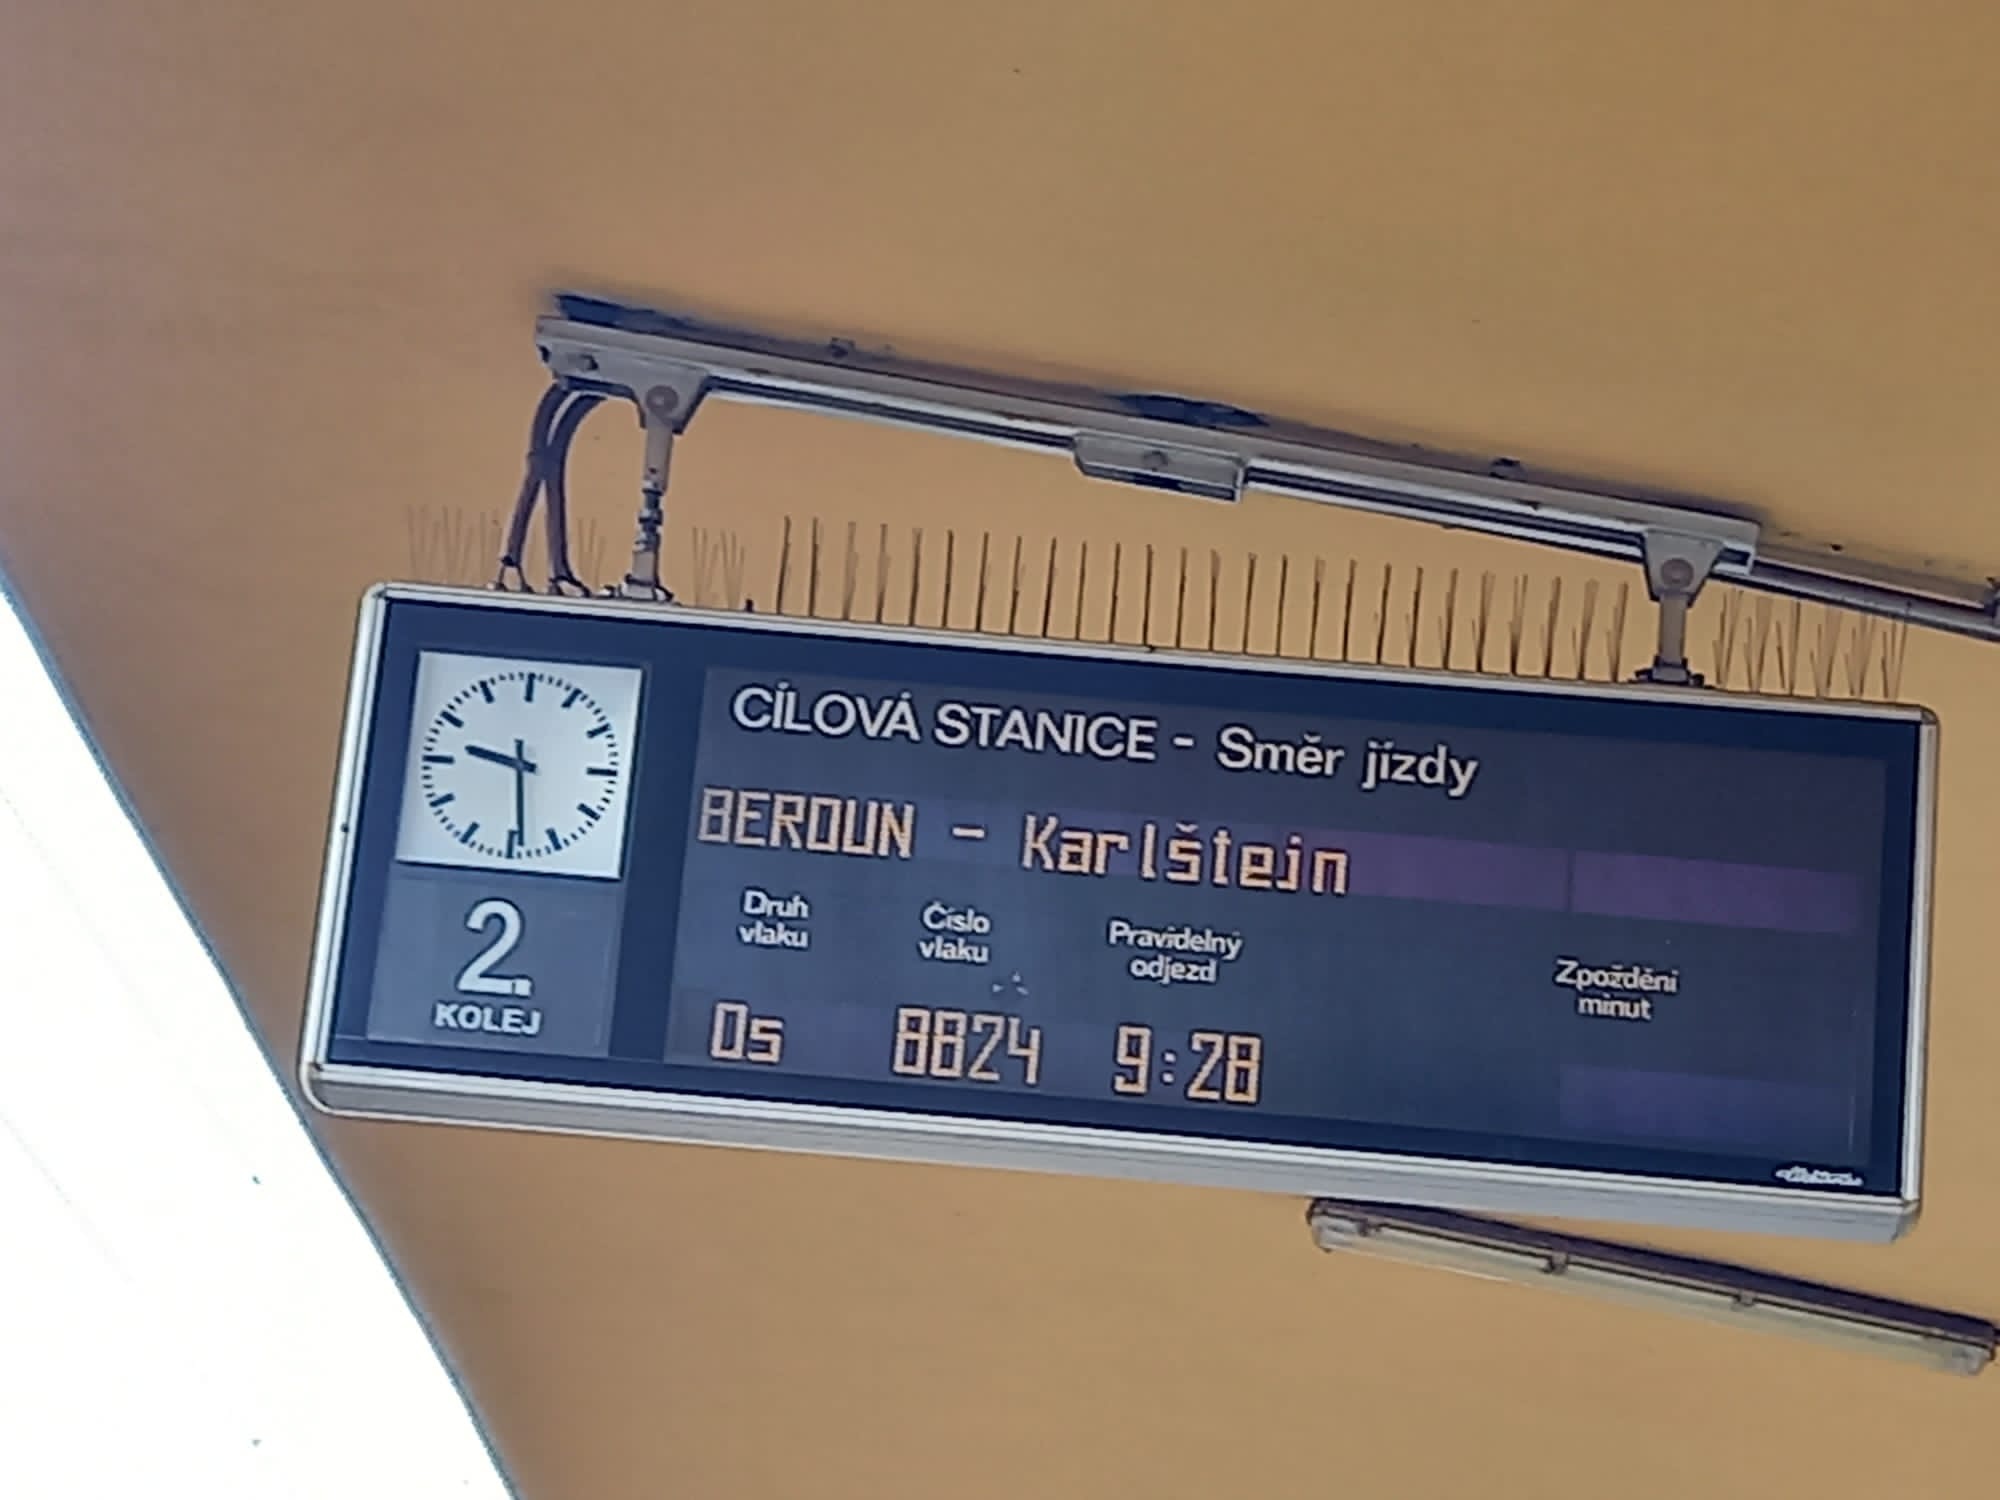 CÍLOVÁ STANICE - Směr jízdy
BEROUN - Karlštejn
Druh vlaku
Číslo vlaku
Pravidelný odjezd
Zpoždění minut
Os 8824 9:28
2.
KOLEJ